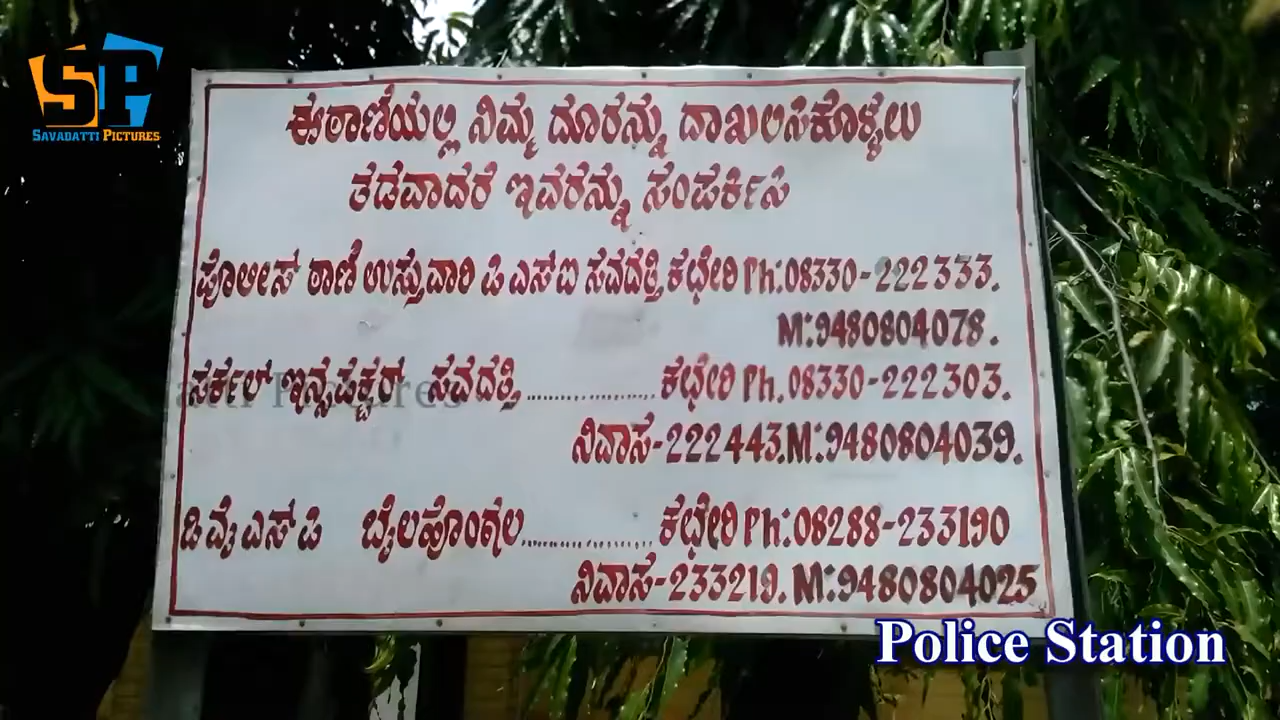 SP
SAVADATTI PICTURES
ಈಠಾಣೆಯಲ್ಲಿ ನಿಮ್ಮ ದೂರನ್ನು ದಾಖಲಿಸಿಕೊಳ್ಳಲು
ತಡವಾದರೆ ಇವರನ್ನು ಸಂಪರ್ಕಿಸಿ
ಪೊಲೀಸ್ ಠಾಣೆ ಉಸ್ತುವಾರಿ ಪಿ ಎಸ್ಐ ಸವದತ್ತಿ, ಕಛೇರಿ Ph:08330-222333.
M:9480804078.
ಸರ್ಕಲ್ ಇನ್ಸಪೆಕ್ಟರ್ ಸವದತ್ತಿ, .................... ಕಛೇರಿ Ph. 08330-222303.
ನಿವಾಸ-222443.M:9480804039.
ಡಿ ವೈ ಎಸ್ ಪಿ ಬೈಲಹೊಂಗಲ.................... ಕಛೇರಿ Ph:08288-233190
ನಿವಾಸ-233219. M:9480804025
Police Station